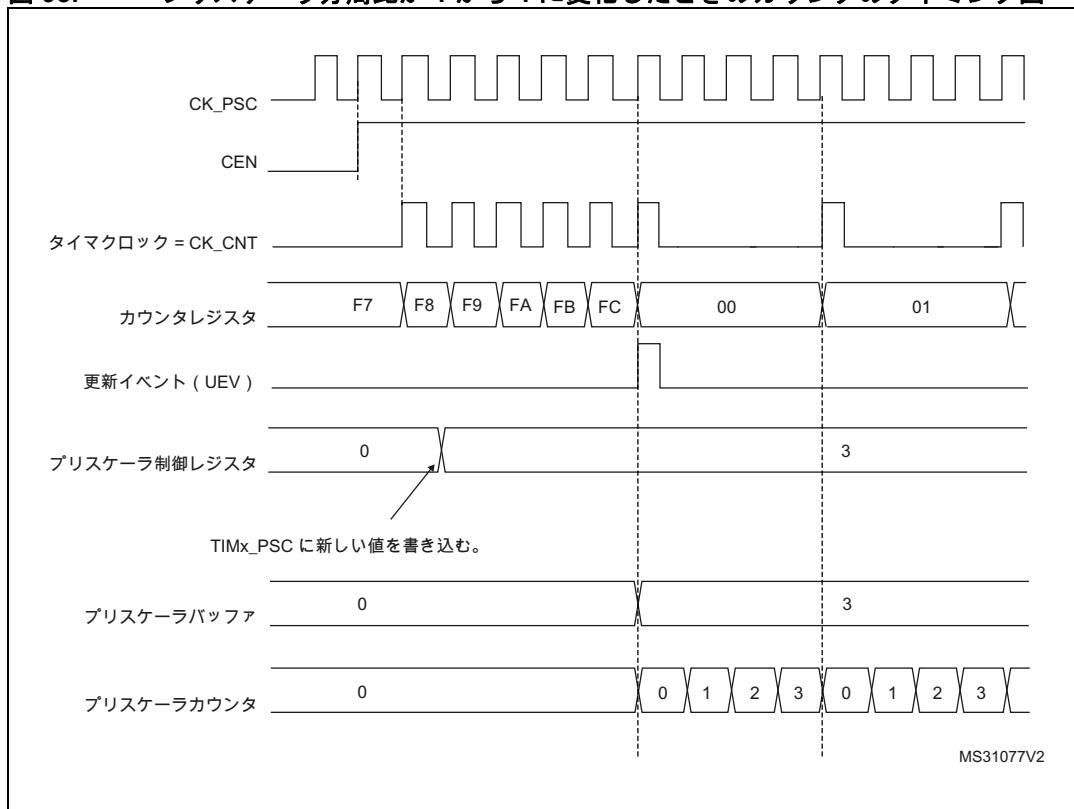 CK_PSC
CEN
タイマクロック = CK_CNT
カウンタレジスタ F7 F8 F9 FA FB FC 00 01
更新イベント ( UEV )
プリスケーラ制御レジスタ 0 3
TIMx_PSC に新しい値を書き込む。
プリスケーラバッファ 0 3
プリスケーラカウンタ 0 0 1 2 3 0 1 2 3
MS31077V2